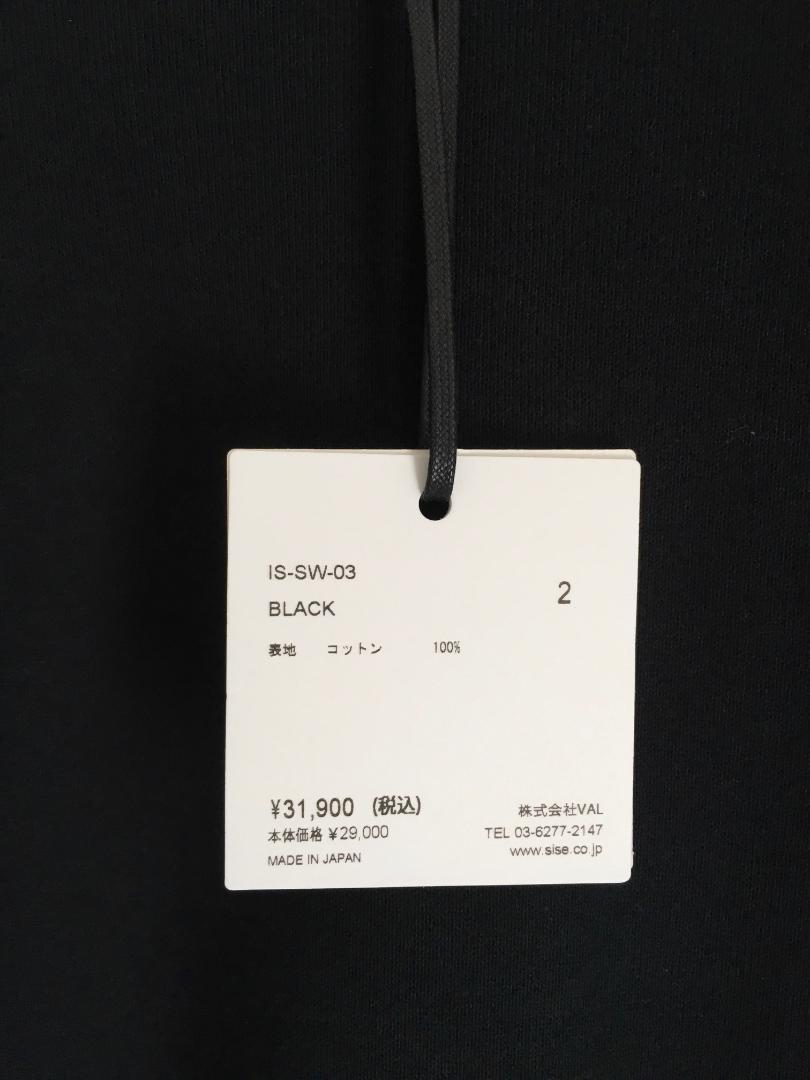 IS-SW-03
BLACK
2
表地 コットン 100%
¥31,900 (税込)
本体価格 ¥29,000
MADE IN JAPAN
株式会社VAL
TEL 03-6277-2147
www.sise.co.jp